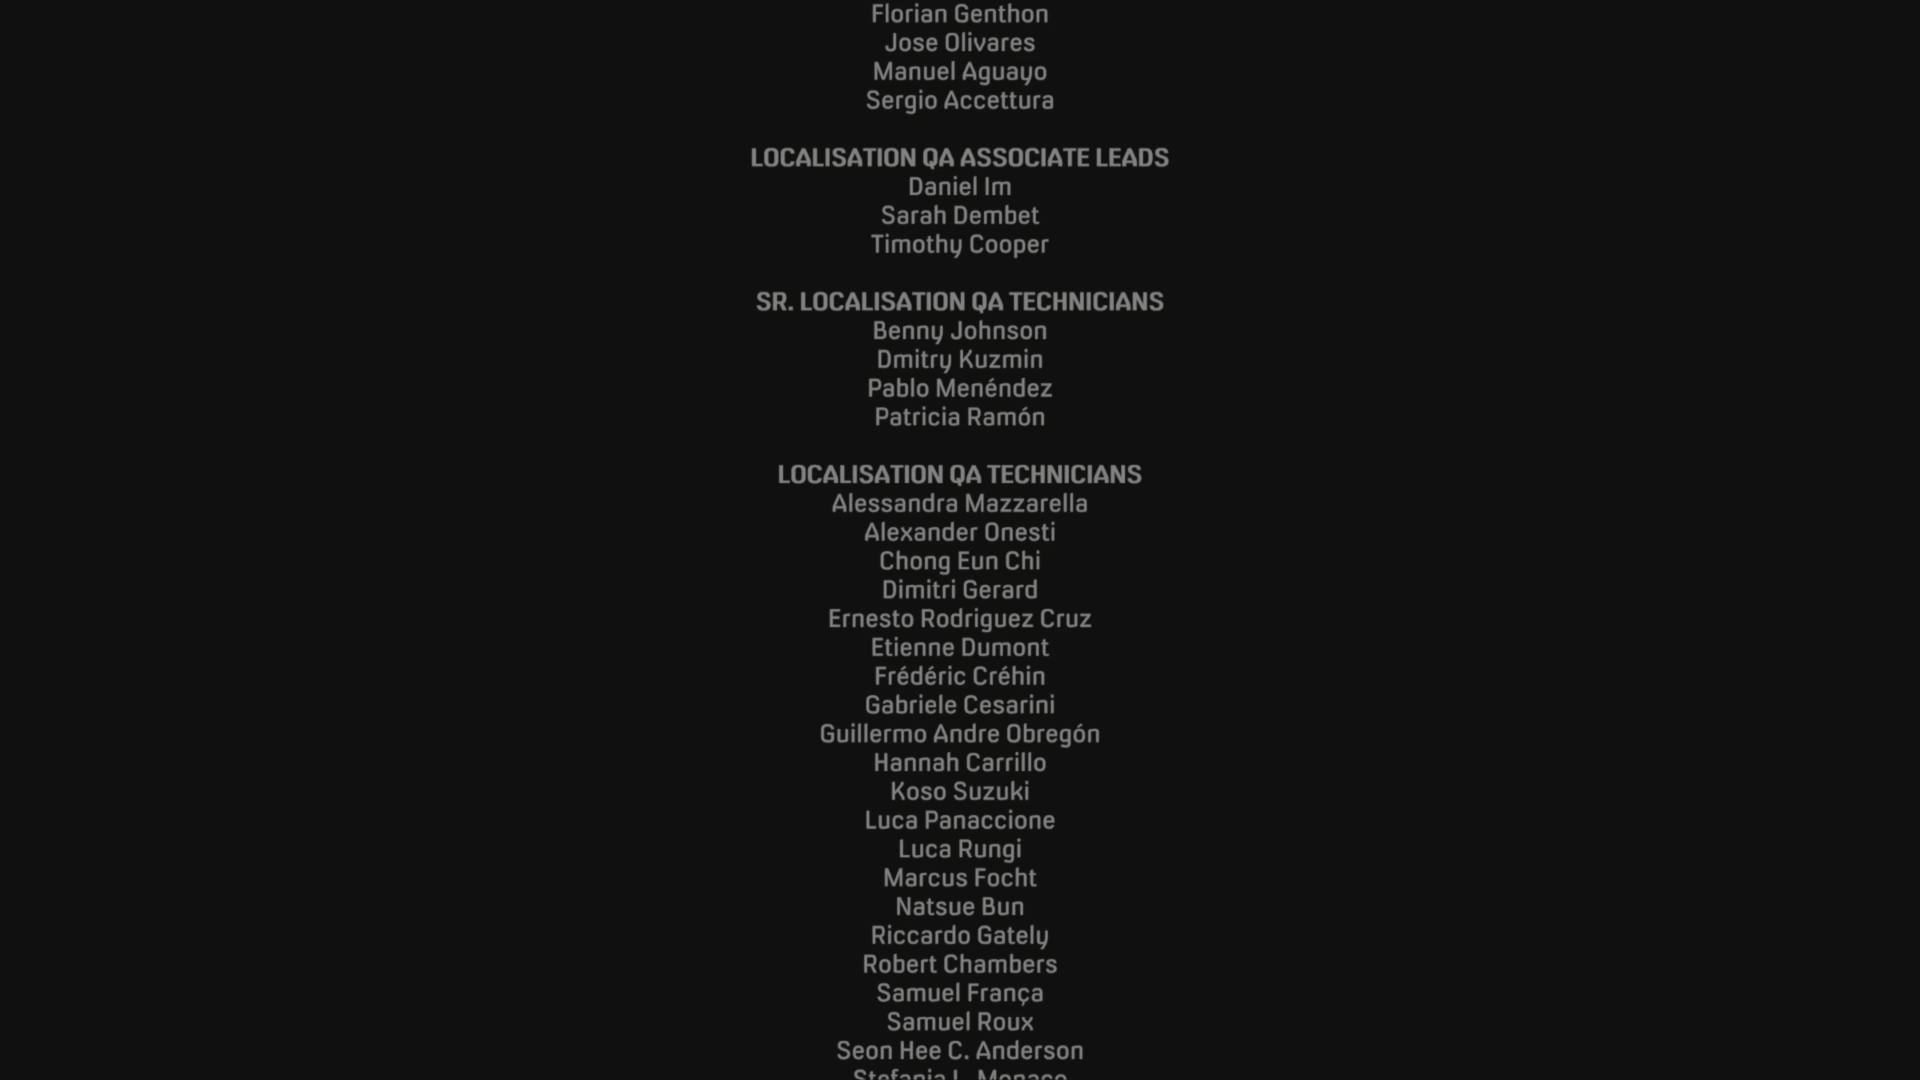 Florian Genthon
Jose Olivares
Manuel Aguayo
Sergio Accettura
LOCALISATION QA ASSOCIATE LEADS
Daniel Im
Sarah Dembet
Timothy Cooper
SR. LOCALISATION QA TECHNICIANS
Benny Johnson
Dmitry Kuzmin
Pablo Menéndez
Patricia Ramón
LOCALISATION QA TECHNICIANS
Alessandra Mazzarella
Alexander Onesti
Chong Eun Chi
Dimitri Gerard
Ernesto Rodriguez Cruz
Etienne Dumont
Frédéric Créhin
Gabriele Cesarini
Guillermo Andre Obregón
Hannah Carrillo
Koso Suzuki
Luca Panaccione
Luca Rungi
Marcus Focht
Natsue Bun
Riccardo Gately
Robert Chambers
Samuel França
Samuel Roux
Seon Hee C. Anderson
Stefania L. Monaco